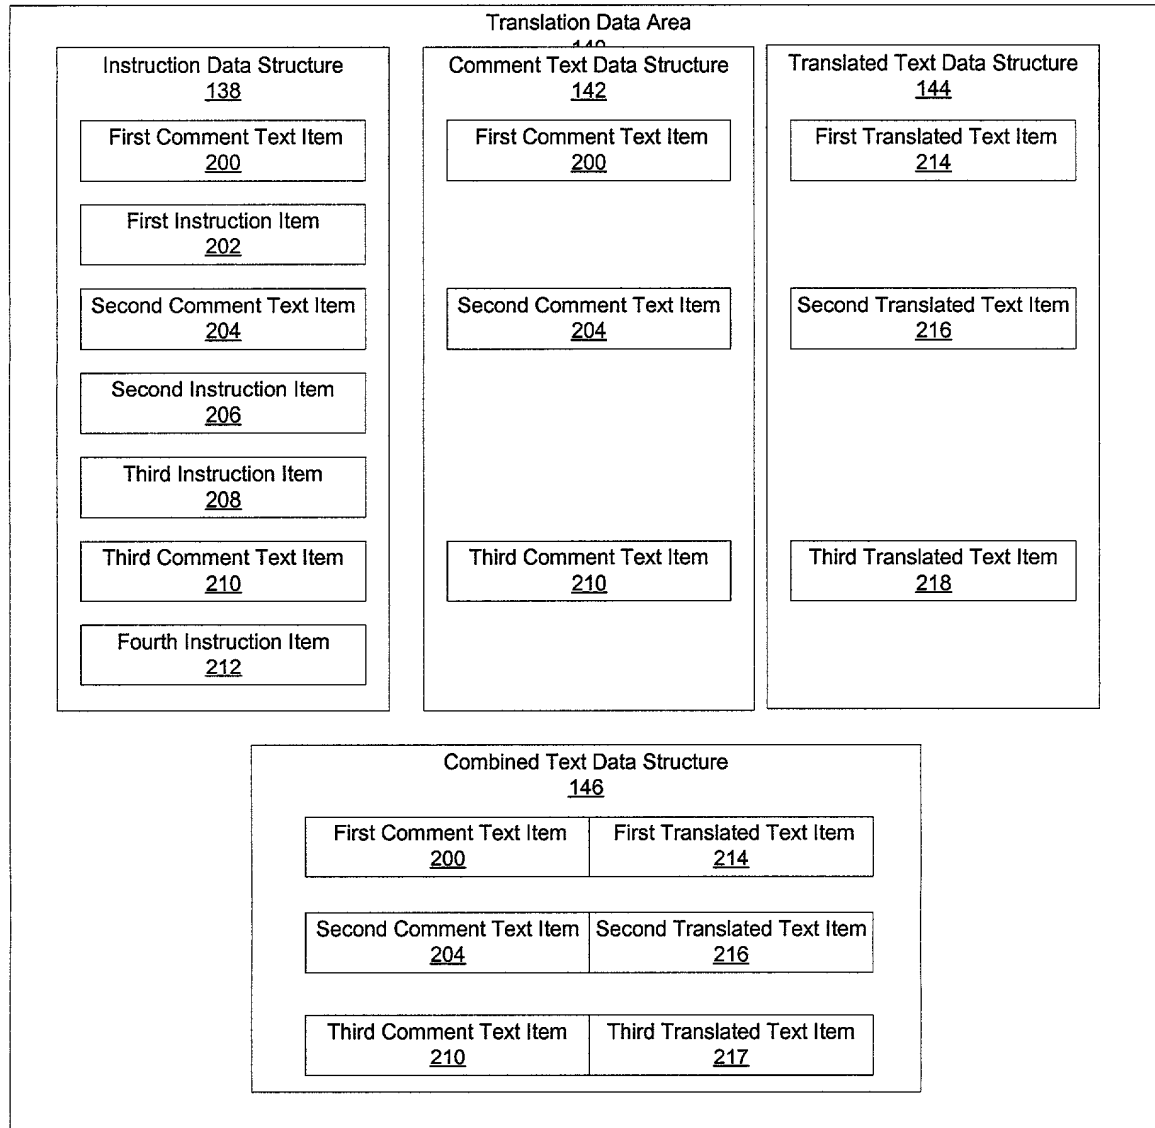 Translation Data Area
Instruction Data Structure
138
First Comment Text Item
200
First Instruction Item
202
Second Comment Text Item
204
Second Instruction Item
206
Third Instruction Item
208
Third Comment Text Item
210
Fourth Instruction Item
212
Comment Text Data Structure
142
First Comment Text Item
200
Second Comment Text Item
204
Third Comment Text Item
210
Translated Text Data Structure
144
First Translated Text Item
214
Second Translated Text Item
216
Third Translated Text Item
218
Combined Text Data Structure
146
First Comment Text Item
200
First Translated Text Item
214
Second Comment Text Item
204
Second Translated Text Item
216
Third Comment Text Item
210
Third Translated Text Item
217